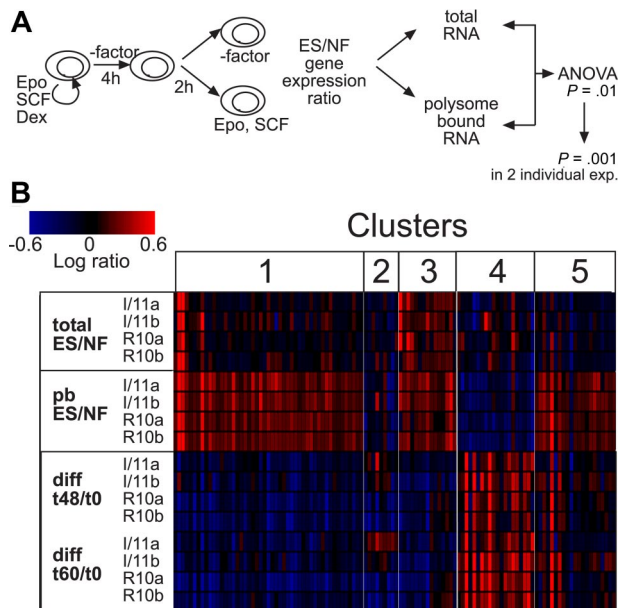 A
Epo
SCF
Dex
-factor
4h
2h
-factor
Epo, SCF
ES/NF
gene
expression
ratio
total
RNA
polysome
bound
RNA
ANOVA
P = .01
P = .001
in 2 individual exp.
B
-0.6 0 0.6
Log ratio
Clusters
1 2 3 4 5
total
ES/NF
I/11a
I/11b
R10a
R10b
pb
ES/NF
I/11a
I/11b
R10a
R10b
diff
t48/t0
I/11a
I/11b
R10a
R10b
diff
t60/t0
I/11a
I/11b
R10a
R10b